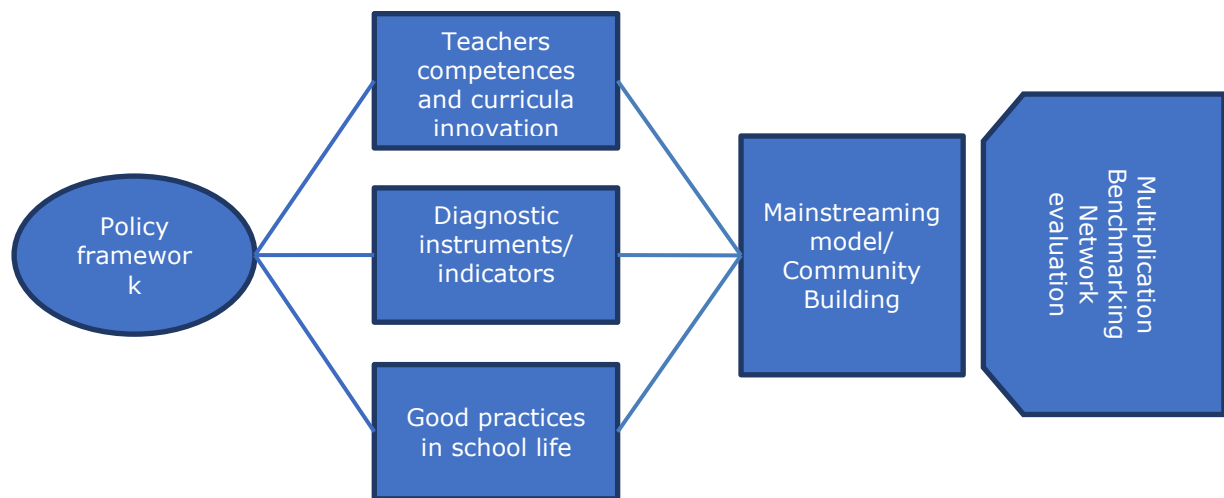 Policy
framewor
k
Teachers
competences
and curricula
innovation
Diagnostic
instruments/
indicators
Good practices
in school life
Mainstreaming
model/
Community
Building
Multiplication
Benchmarking
Network
evaluation